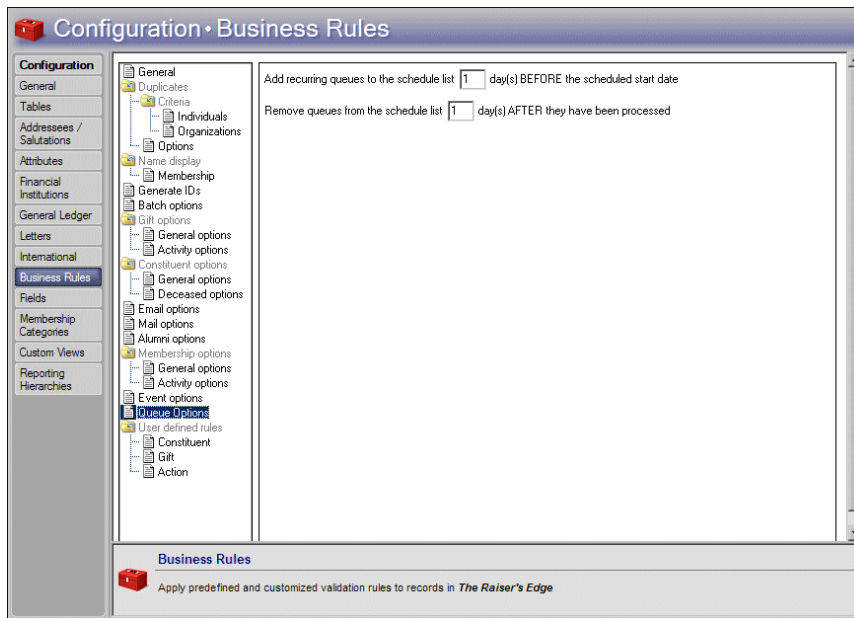 Configuration • Business Rules
Configuration
General
Tables
Addressees /
Salutations
Attributes
Financial
Institutions
General Ledger
Letters
International
Business Rules
Fields
Membership
Categories
Custom Views
Reporting
Hierarchies
General
Duplicates
Criteria
Individuals
Organizations
Options
Name display
Membership
Generate IDs
Batch options
Gift options
General options
Activity options
Constituent options
General options
Deceased options
Email options
Mail options
Alumni options
Membership options
General options
Activity options
Event options
Queue Options
User defined rules
Constituent
Gift
Action
Add recurring queues to the schedule list 1 day(s) BEFORE the scheduled start date
Remove queues from the schedule list 1 day(s) AFTER they have been processed
Business Rules
Apply predefined and customized validation rules to records in The Raiser's Edge